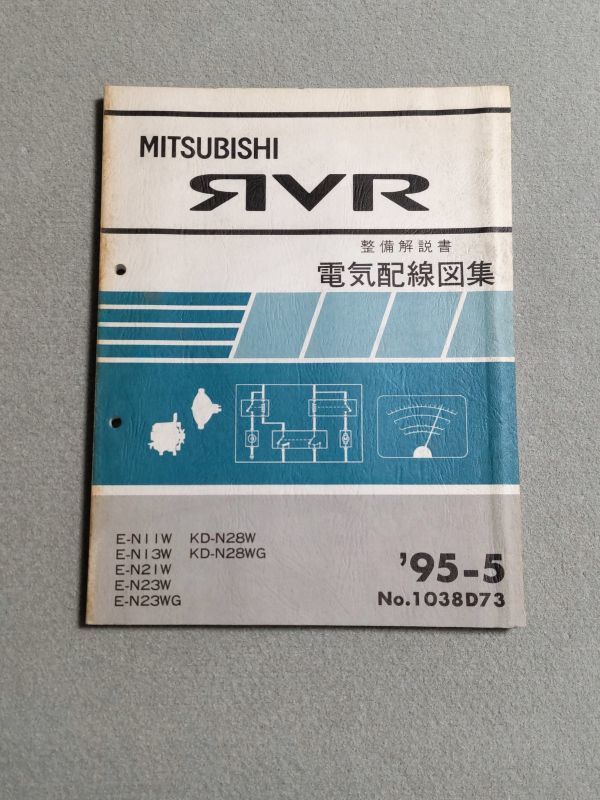 MITSUBISHI
RVR
整備解説書
電気配線図集
E-N11W KD-N28W
E-N13W KD-N28WG
E-N21W
E-N23W
E-N23WG
'95-5
No.1038D73